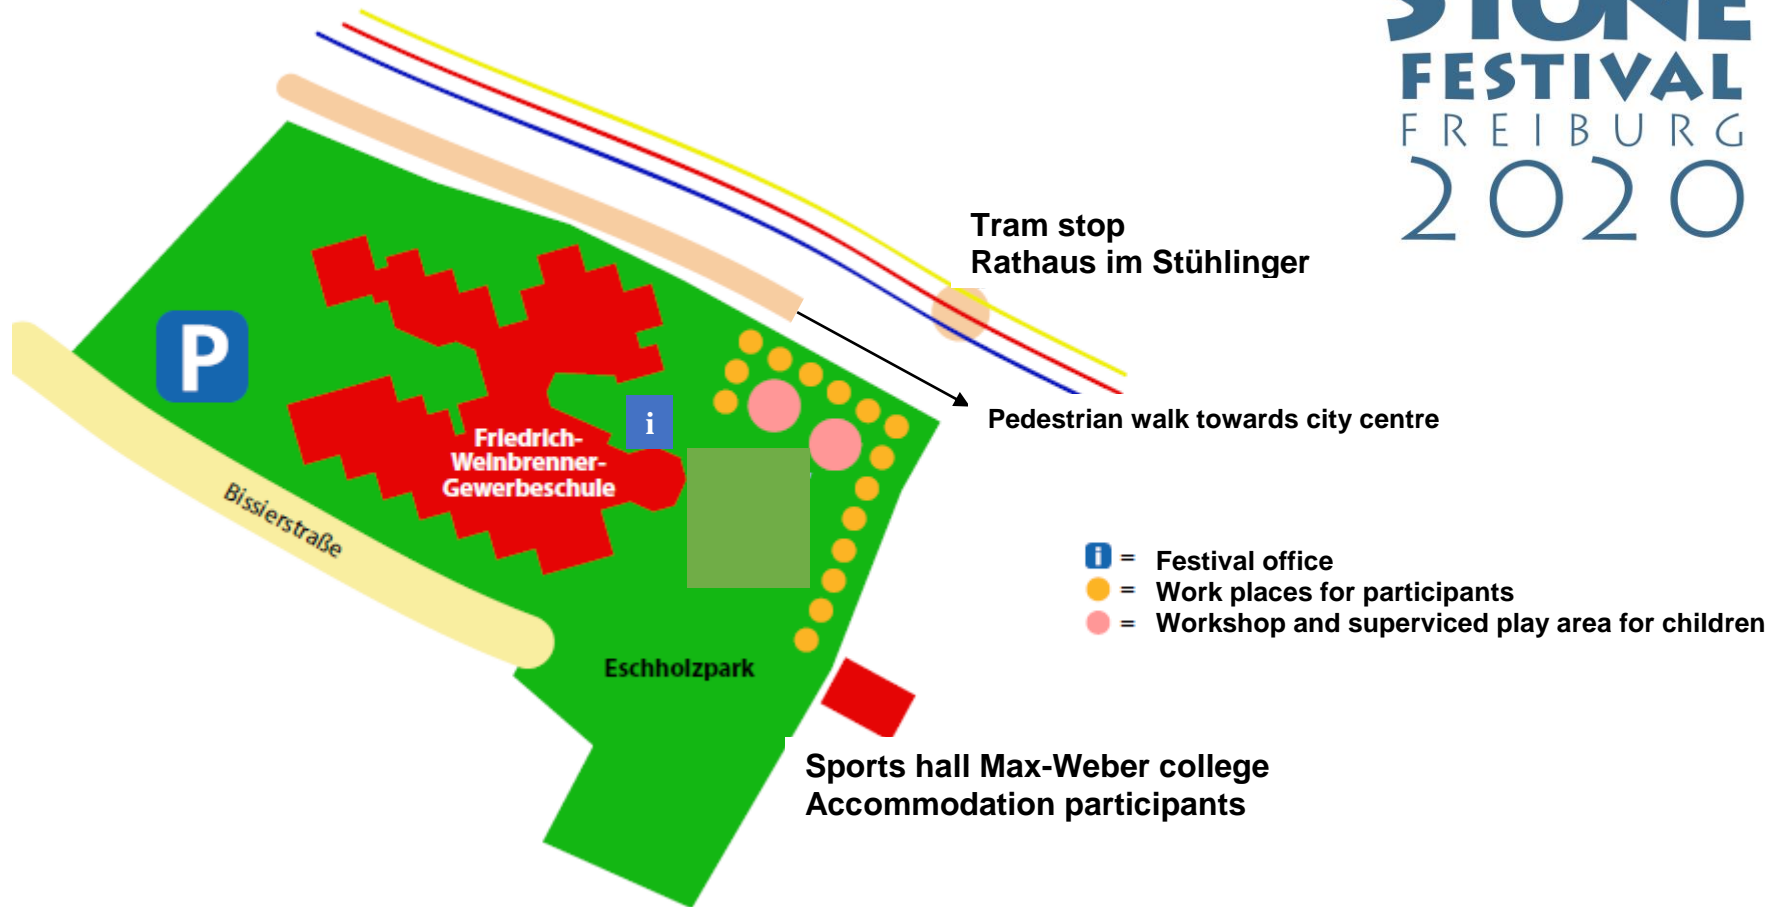 STONE
FESTIVAL
FREIBURG
2020
Tram stop
Rathaus im Stühlinger
Pedestrian walk towards city centre
P
i
Friedrich-
Weinbrenner-
Gewerbeschule
Bissierstraße
i = Festival office
= Work places for participants
= Workshop and superviced play area for children
Eschholzpark
Sports hall Max-Weber college
Accommodation participants